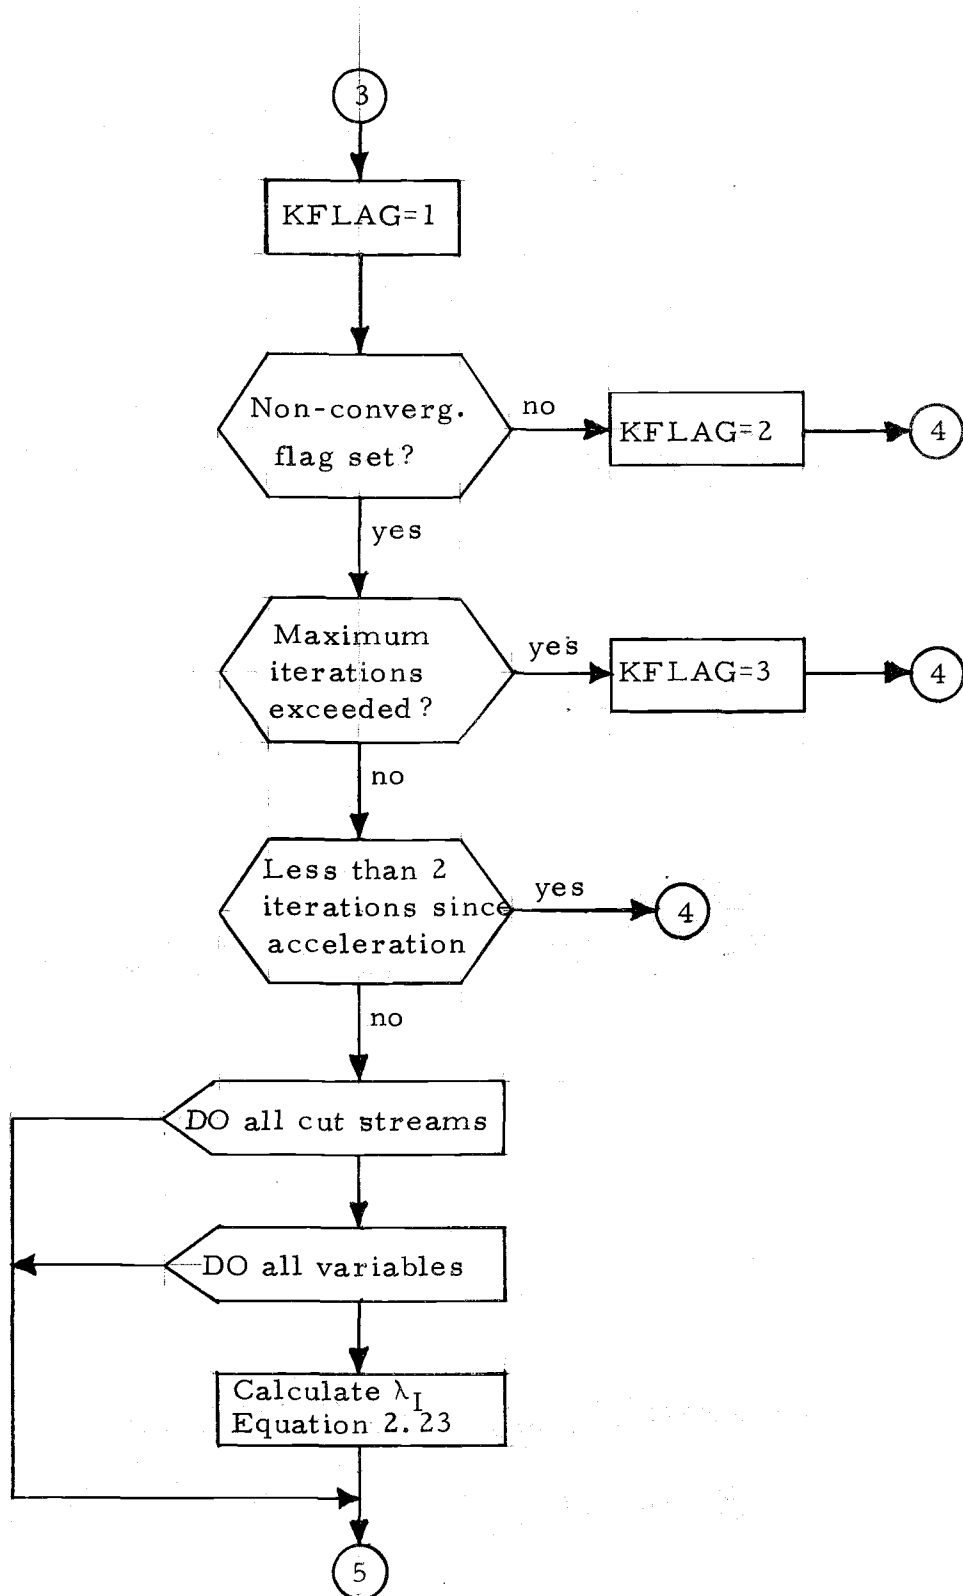 3
KFLAG=1
Non-converg.
flag set?
no
KFLAG=2
4
yes
Maximum
iterations
exceeded?
yes
KFLAG=3
4
no
Less than 2
iterations since
acceleration
yes
4
no
DO all cut streams
DO all variables
Calculate λI
Equation 2.23
5